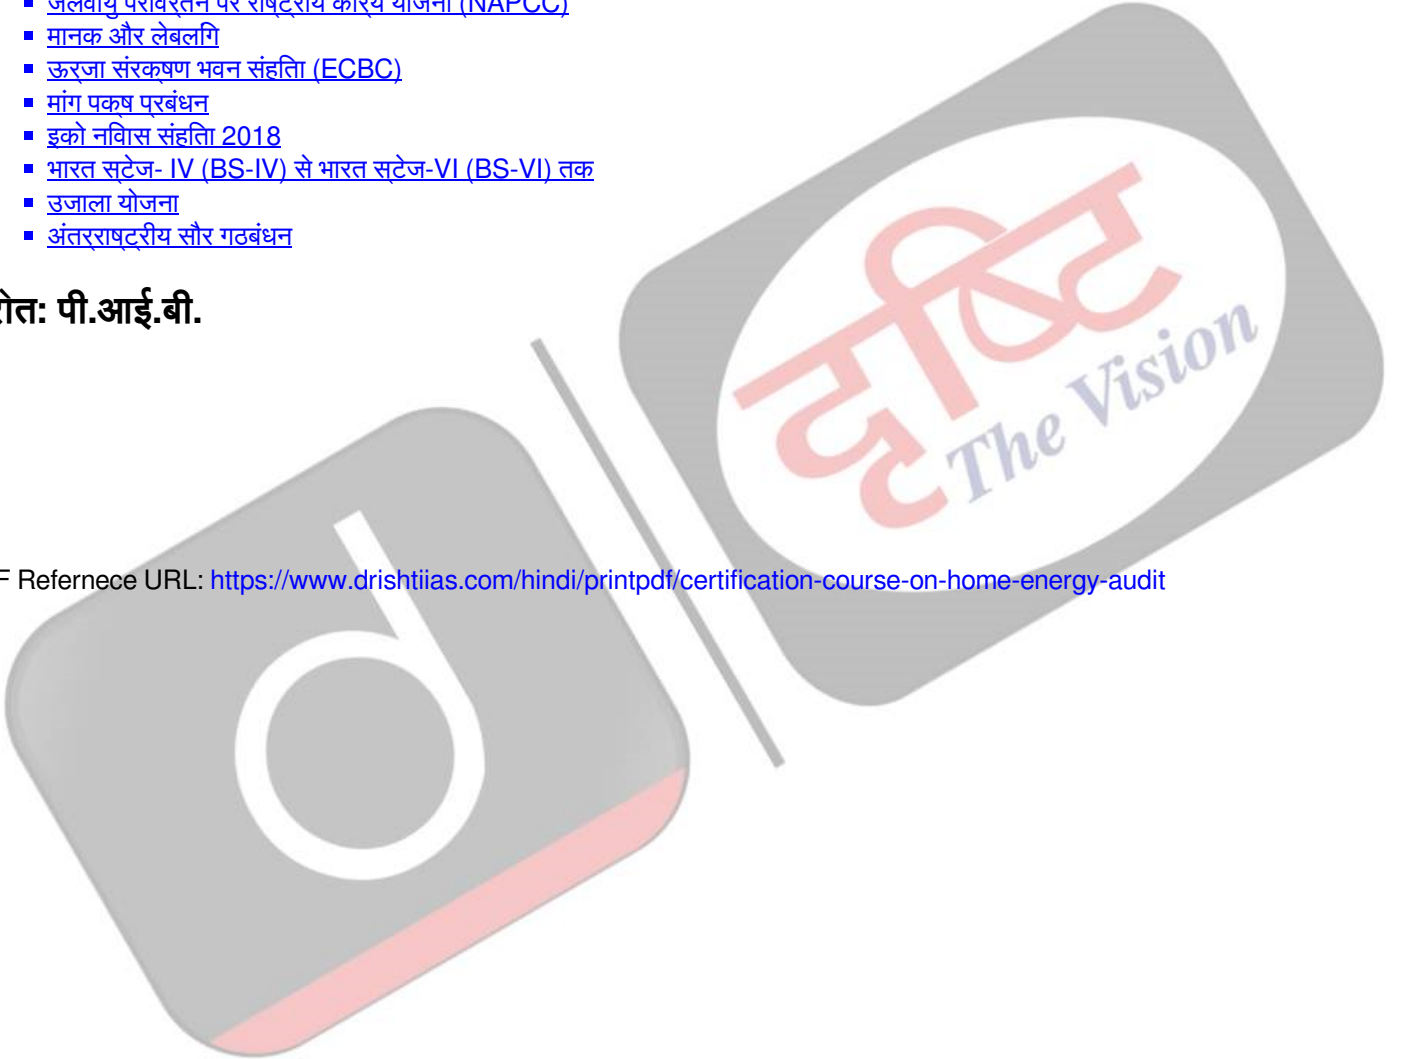 जलवायु परिवर्तन पर राष्ट्रीय कार्य योजना (NAPCC)
मानक और लेबलिंग
ऊर्जा संरक्षण भवन संहिता (ECBC)
मांग पक्ष प्रबंधन
इको निवास संहिता 2018
भारत स्टेज- IV (BS-IV) से भारत स्टेज-VI (BS-VI) तक
उजाला योजना
अंतर्राष्ट्रीय सौर गठबंधन
पी.आई.बी.
दृष्टि
The Vision
d
F Refernece URL: https://www.drishtiias.com/hindi/printpdf/certification-course-on-home-energy-audit